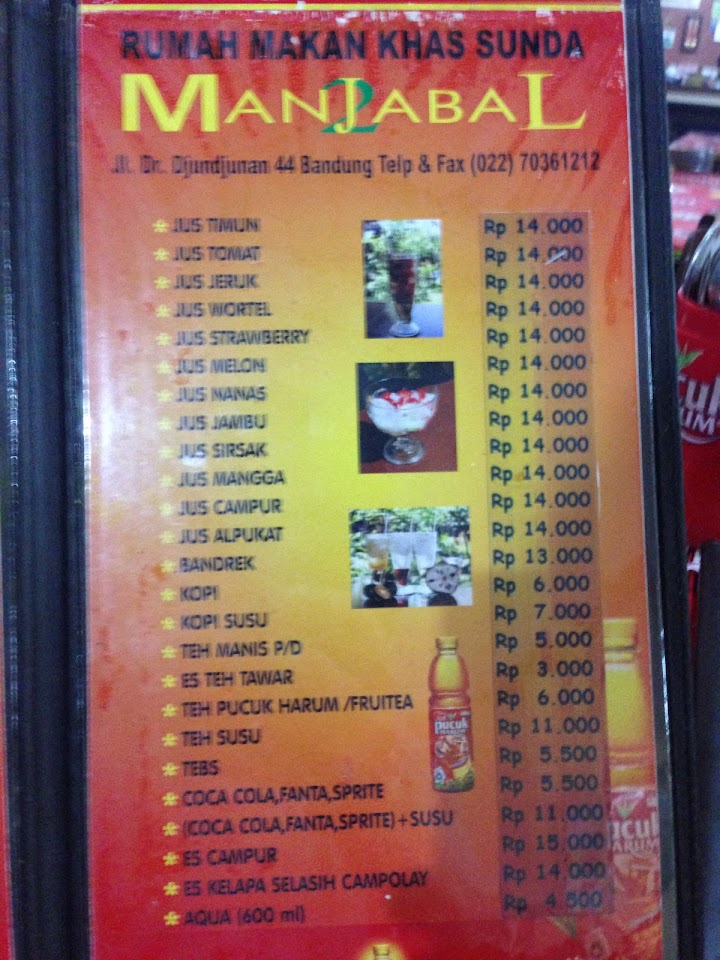 RUMAH MAKAN KHAS SUNDA
MANJABAL 2
Jl. Dr. Djundjunan 44 Bandung Telp & Fax (022) 70361212
JUS TIMUN Rp 14.000
JUS TOMAT Rp 14.000
JUS JERUK Rp 14.000
JUS WORTEL Rp 14.000
JUS STRAWBERRY Rp 14.000
JUS MELON Rp 14.000
JUS NANAS Rp 14.000
JUS JAMBU Rp 14.000
JUS SIRSAK Rp 14.000
JUS MANGGA Rp 14.000
JUS CAMPUR Rp 14.000
JUS ALPUKAT Rp 14.000
BANDREK Rp 13.000
KOPI Rp 6.000
KOPI SUSU Rp 7.000
TEH MANIS P/D Rp 5.000
ES TEH TAWAR Rp 3.000
TEH PUCUK HARUM /FRUITEA Rp 6.000
TEH SUSU Rp 11.000
TEBS Rp 5.500
COCA COLA,FANTA,SPRITE Rp 5.500
(COCA COLA,FANTA,SPRITE)+SUSU Rp 11.000
ES CAMPUR Rp 15.000
ES KELAPA SELASIH CAMPOLAY Rp 14.000
AQUA (600 ml) Rp 4.500
pucuk
HARUM